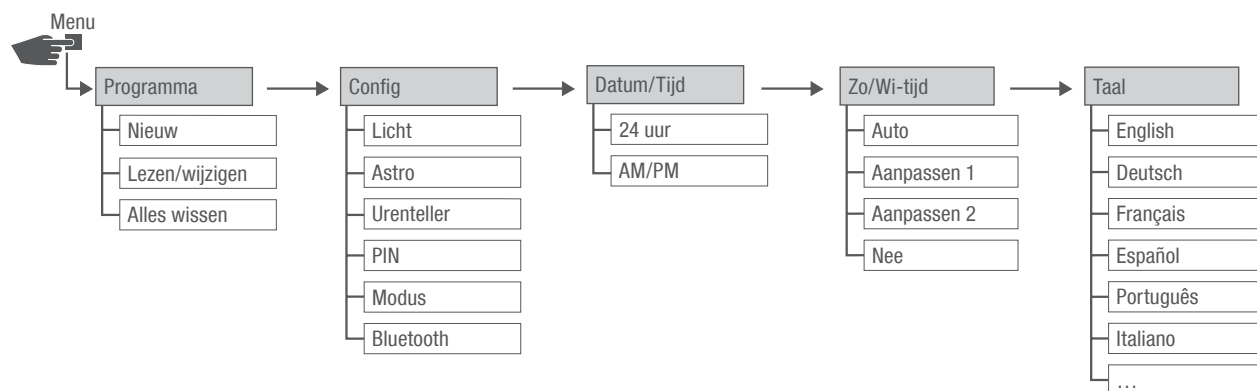 Menu
Programma
Nieuw
Lezen/wijzigen
Alles wissen
Config
Licht
Astro
Urenteller
PIN
Modus
Bluetooth
Datum/Tijd
24 uur
AM/PM
Zo/Wi-tijd
Auto
Aanpassen 1
Aanpassen 2
Nee
Taal
English
Deutsch
Français
Español
Português
Italiano
…